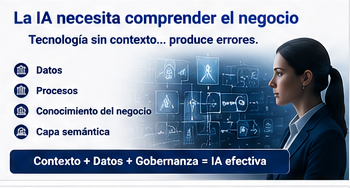 La IA necesita comprender el negocio
Tecnología sin contexto... produce errores.
Datos
Procesos
Conocimiento del negocio
Capa semántica
Contexto + Datos + Gobernanza = IA efectiva